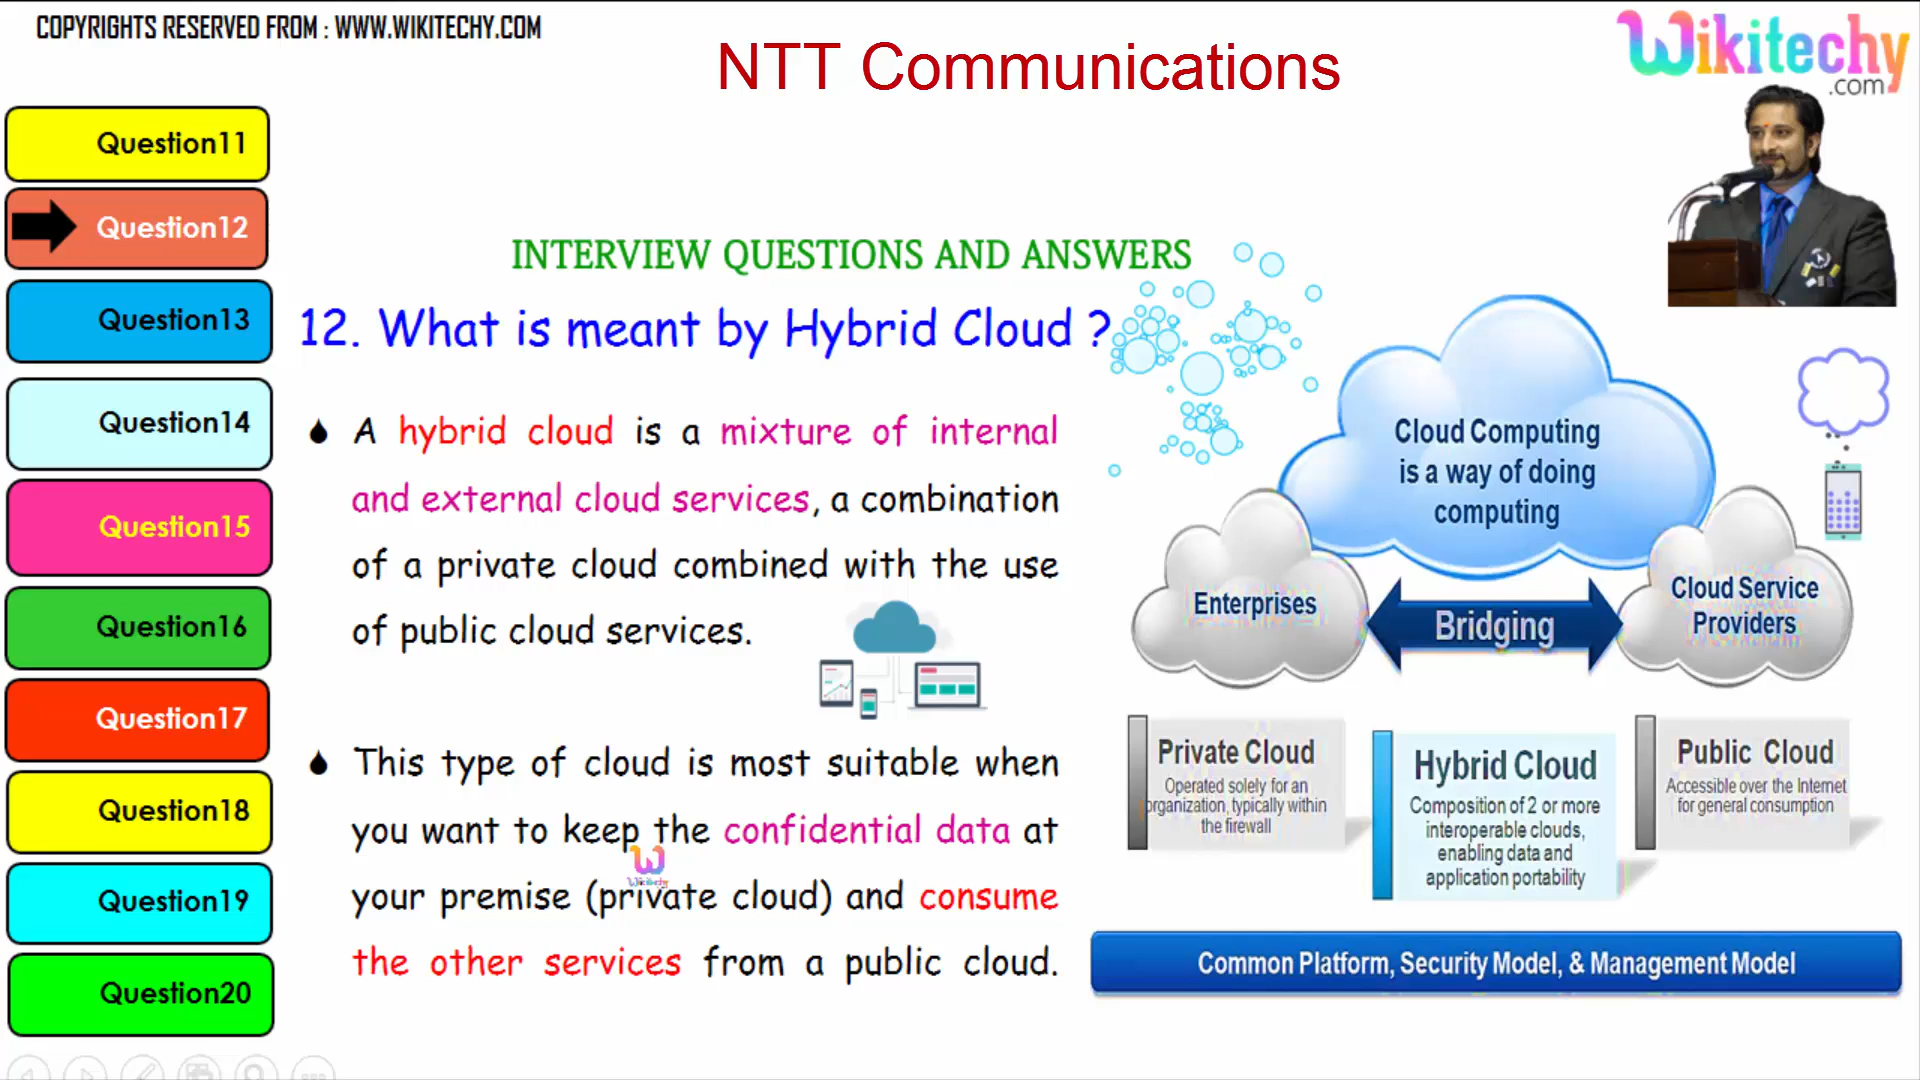 COPYRIGHTS RESERVED FROM : WWW.WIKITECHY.COM
NTT Communications
Wikitechy
.com
Question11
Question12
Question13
Question14
Question15
Question16
Question17
Question18
Question19
Question20
INTERVIEW QUESTIONS AND ANSWERS
12. What is meant by Hybrid Cloud ?
A hybrid cloud is a mixture of internal
and external cloud services, a combination
of a private cloud combined with the use
of public cloud services.
This type of cloud is most suitable when
you want to keep the confidential data at
your premise (private cloud) and consume
the other services from a public cloud.
Wikitechy
Cloud Computing
is a way of doing
computing
Enterprises
Bridging
Cloud Service
Providers
Private Cloud
Operated solely for an
organization, typically within
the firewall
Hybrid Cloud
Composition of 2 or more
interoperable clouds,
enabling data and
application portability
Public Cloud
Accessible over the Internet
for general consumption
Common Platform, Security Model, & Management Model